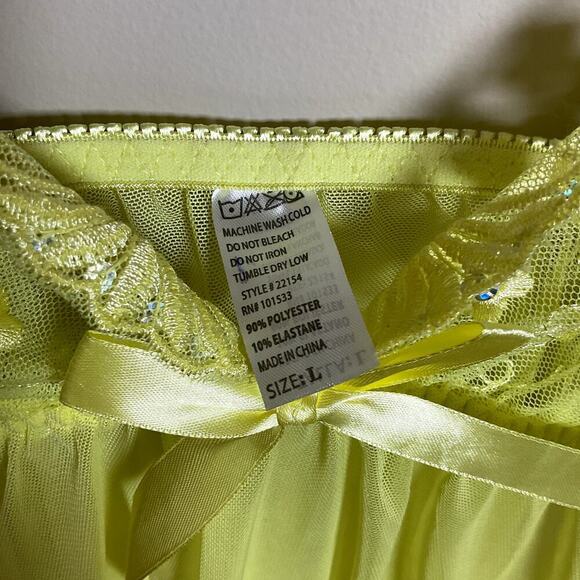 MACHINE WASH COLD
DO NOT BLEACH
DO NOT IRON
TUMBLE DRY LOW
STYLE # 22154
RN# 101533
90% POLYESTER
10% ELASTANE
MADE IN CHINA
SIZE: L